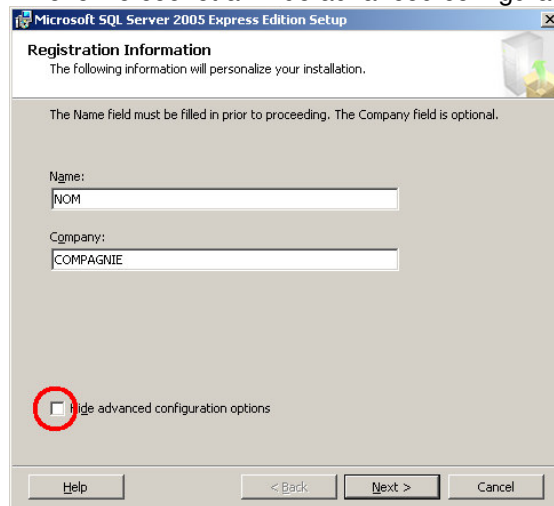 Microsoft SQL Server 2005 Express Edition Setup
Registration Information
The following information will personalize your installation.
The Name field must be filled in prior to proceeding. The Company field is optional.
Name:
NOM
Company:
COMPAGNIE
Hide advanced configuration options
Help
< Back
Next >
Cancel